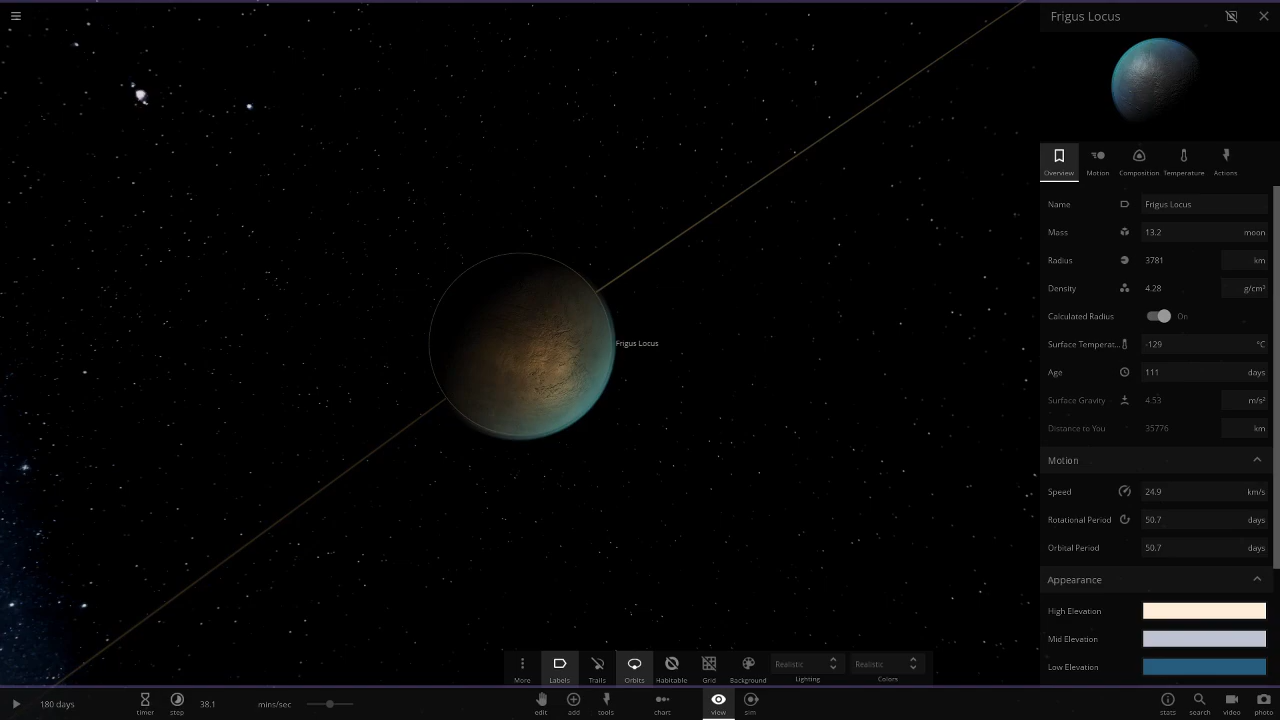 Frigus Locus
Overview
Motion
Composition
Temperature
Actions
Name Frigus Locus
Mass 13.2 moon
Radius 3781 km
Density 4.28 g/cm³
Calculated Radius On
Surface Temperat... -129 °C
Age 111 days
Surface Gravity 4.53 m/s²
Distance to You 35776 km
Motion
Speed 24.9 km/s
Rotational Period 50.7 days
Orbital Period 50.7 days
Appearance
High Elevation
Mid Elevation
Low Elevation
Frigus Locus
More
Labels
Trails
Orbits
Habitable
Grid
Background
Realistic
Lighting
Realistic
Colors
180 days
timer
step
38.1 mins/sec
edit
add
tools
chart
view
sim
stats
search
video
photo